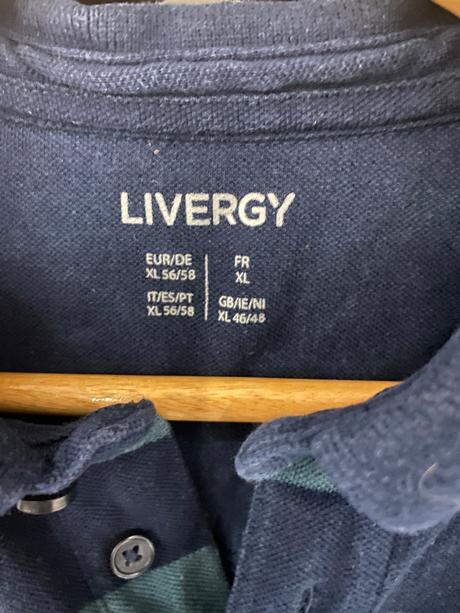 LIVERGY
EUR/DE
XL 56/58
IT/ES/PT
XL 56/58
FR
XL
GB/IE/NI
XL 46/48